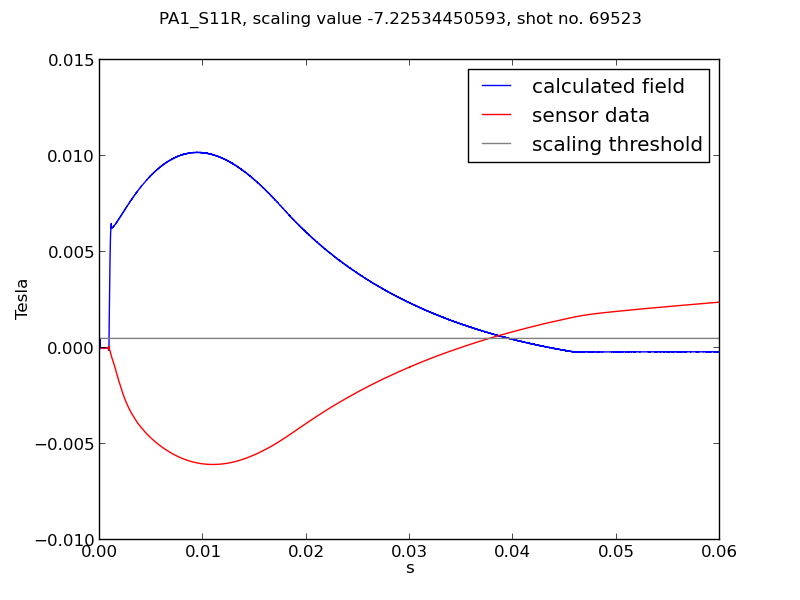 PA1_S11R, scaling value -7.22534450593, shot no. 69523
calculated field
sensor data
scaling threshold
0.015
0.010
0.005
0.000
−0.005
−0.010
Tesla
0.00 0.01 0.02 0.03 0.04 0.05 0.06
s